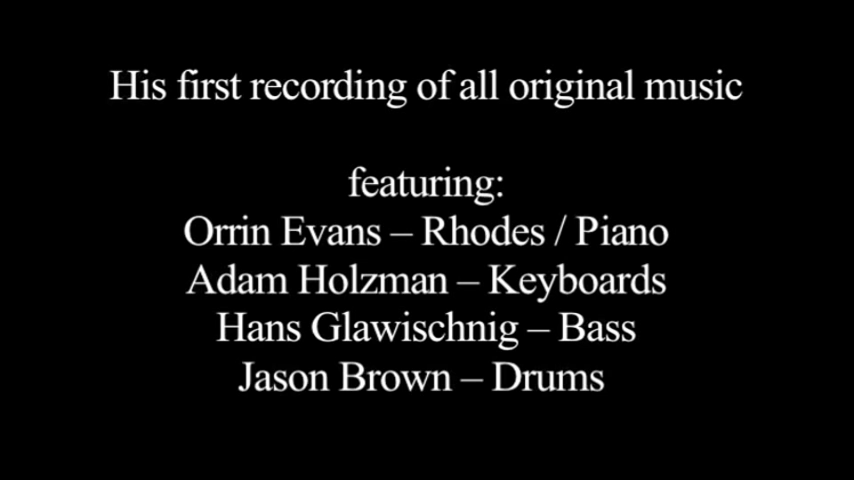 His first recording of all original music
featuring:
Orrin Evans – Rhodes / Piano
Adam Holzman – Keyboards
Hans Glawischnig – Bass
Jason Brown – Drums